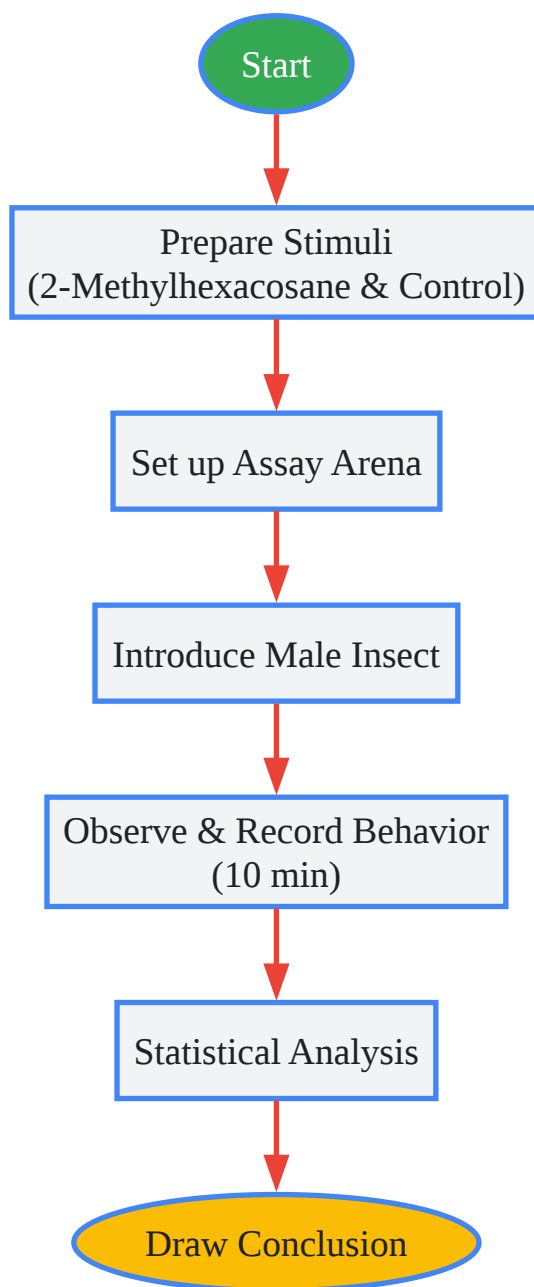 Start
Prepare Stimuli
(2-Methylhexacosane & Control)
Set up Assay Arena
Introduce Male Insect
Observe & Record Behavior
(10 min)
Statistical Analysis
Draw Conclusion